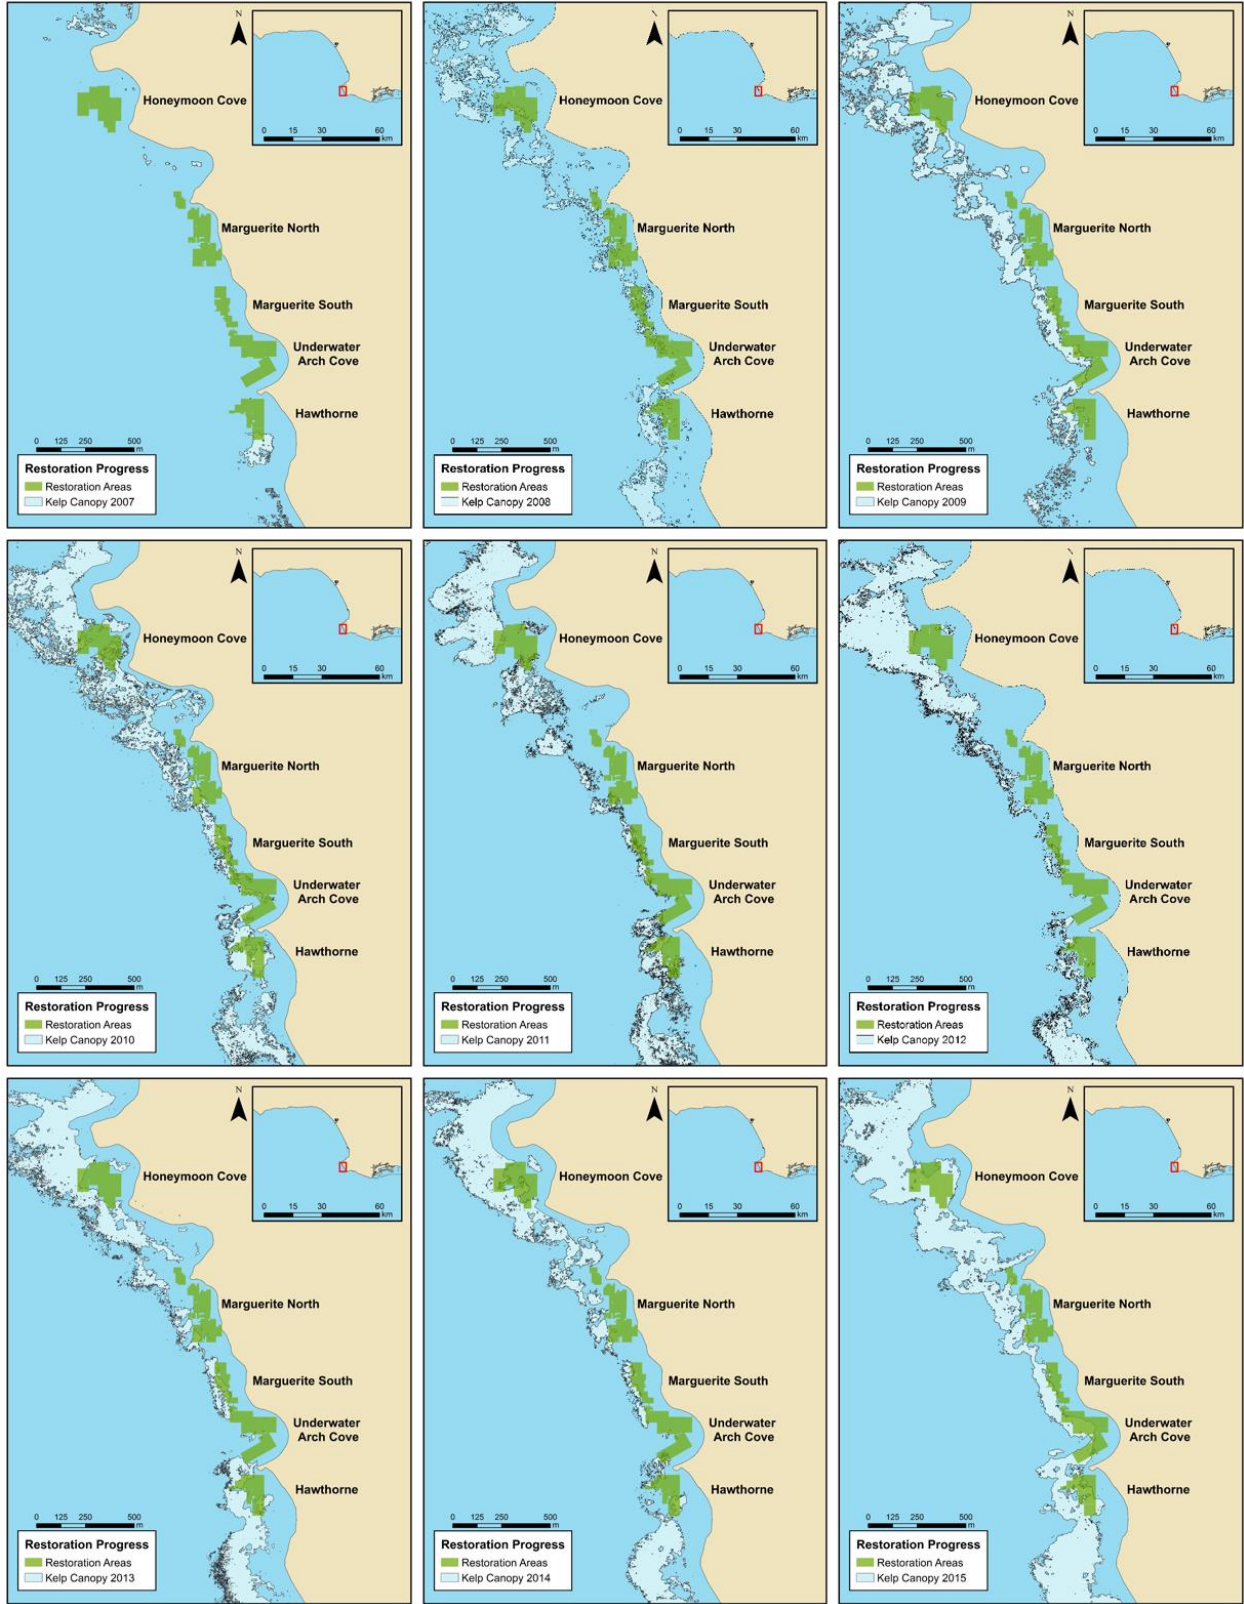 N
0 15 30 60
km
Honeymoon Cove
Marguerite North
Marguerite South
Underwater
Arch Cove
Hawthorne
0 125 250 500
m
Restoration Progress
Restoration Areas
Kelp Canopy 2007
0 15 30 60
km
Honeymoon Cove
Marguerite North
Marguerite South
Underwater
Arch Cove
Hawthorne
0 125 250 500
m
Restoration Progress
Restoration Areas
Kelp Canopy 2008
N
0 15 30 60
km
Honeymoon Cove
Marguerite North
Marguerite South
Underwater
Arch Cove
Hawthorne
0 125 250 500
m
Restoration Progress
Restoration Areas
Kelp Canopy 2009
N
0 15 30 60
km
Honeymoon Cove
Marguerite North
Marguerite South
Underwater
Arch Cove
Hawthorne
0 125 250 500
m
Restoration Progress
Restoration Areas
Kelp Canopy 2010
N
0 15 30 60
km
Honeymoon Cove
Marguerite North
Marguerite South
Underwater
Arch Cove
Hawthorne
0 125 250 500
m
Restoration Progress
Restoration Areas
Kelp Canopy 2011
0 15 30 60
km
Honeymoon Cove
Marguerite North
Marguerite South
Underwater
Arch Cove
Hawthorne
0 125 250 500
m
Restoration Progress
Restoration Areas
Kelp Canopy 2012
N
0 15 30 60
km
Honeymoon Cove
Marguerite North
Marguerite South
Underwater
Arch Cove
Hawthorne
0 125 250 500
m
Restoration Progress
Restoration Areas
Kelp Canopy 2013
N
0 15 30 60
km
Honeymoon Cove
Marguerite North
Marguerite South
Underwater
Arch Cove
Hawthorne
0 125 250 500
m
Restoration Progress
Restoration Areas
Kelp Canopy 2014
N
0 15 30 60
km
Honeymoon Cove
Marguerite North
Marguerite South
Underwater
Arch Cove
Hawthorne
0 125 250 500
m
Restoration Progress
Restoration Areas
Kelp Canopy 2015